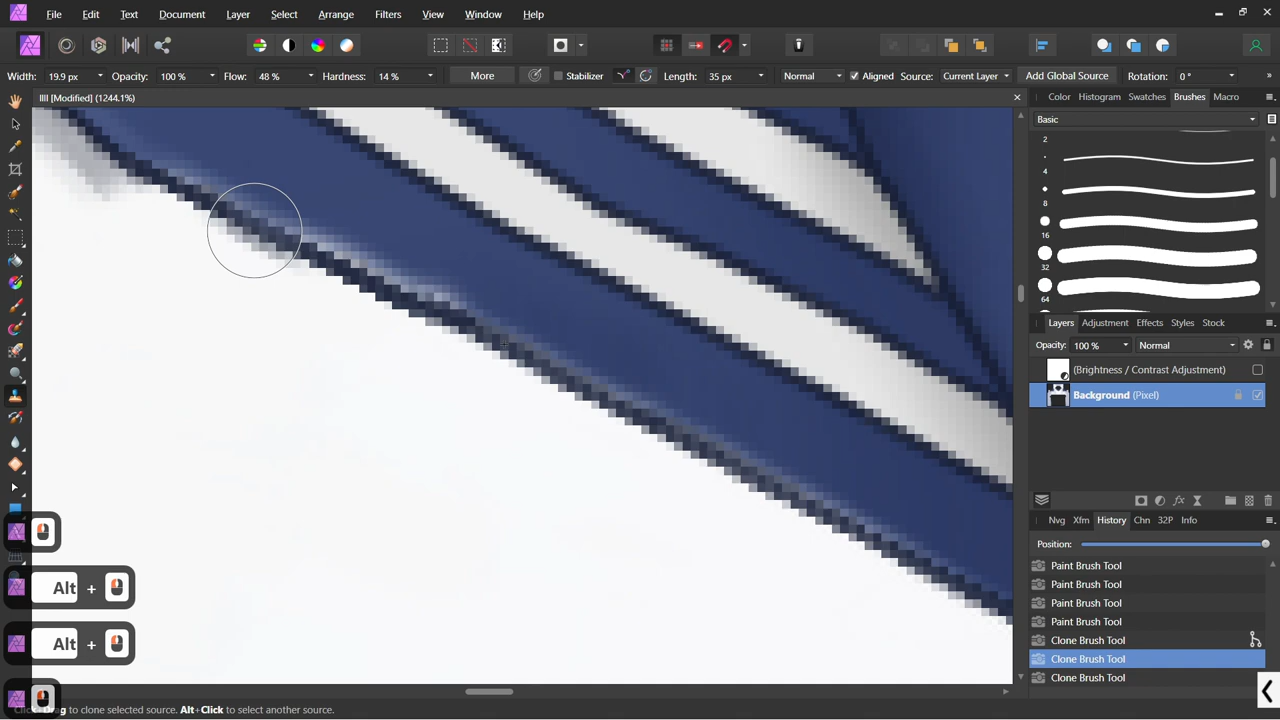 File Edit Text Document Layer Select Arrange Filters View Window Help
Width: 19.9 px Opacity: 100 % Flow: 48 % Hardness: 14 % More Stabilizer Length: 35 px Normal Aligned Source: Current Layer Add Global Source Rotation: 0 ° »
IlII [Modified] (1244.1%)
Color Histogram Swatches Brushes Macro
Basic
2
4
8
16
32
64
Layers Adjustment Effects Styles Stock
Opacity: 100 % Normal
(Brightness / Contrast Adjustment)
Background (Pixel)
Nvg Xfm History Chn 32P Info
Position:
Paint Brush Tool
Paint Brush Tool
Paint Brush Tool
Paint Brush Tool
Clone Brush Tool
Clone Brush Tool
Clone Brush Tool
Alt +
Alt +
Drag to clone selected source. Alt+Click to select another source.